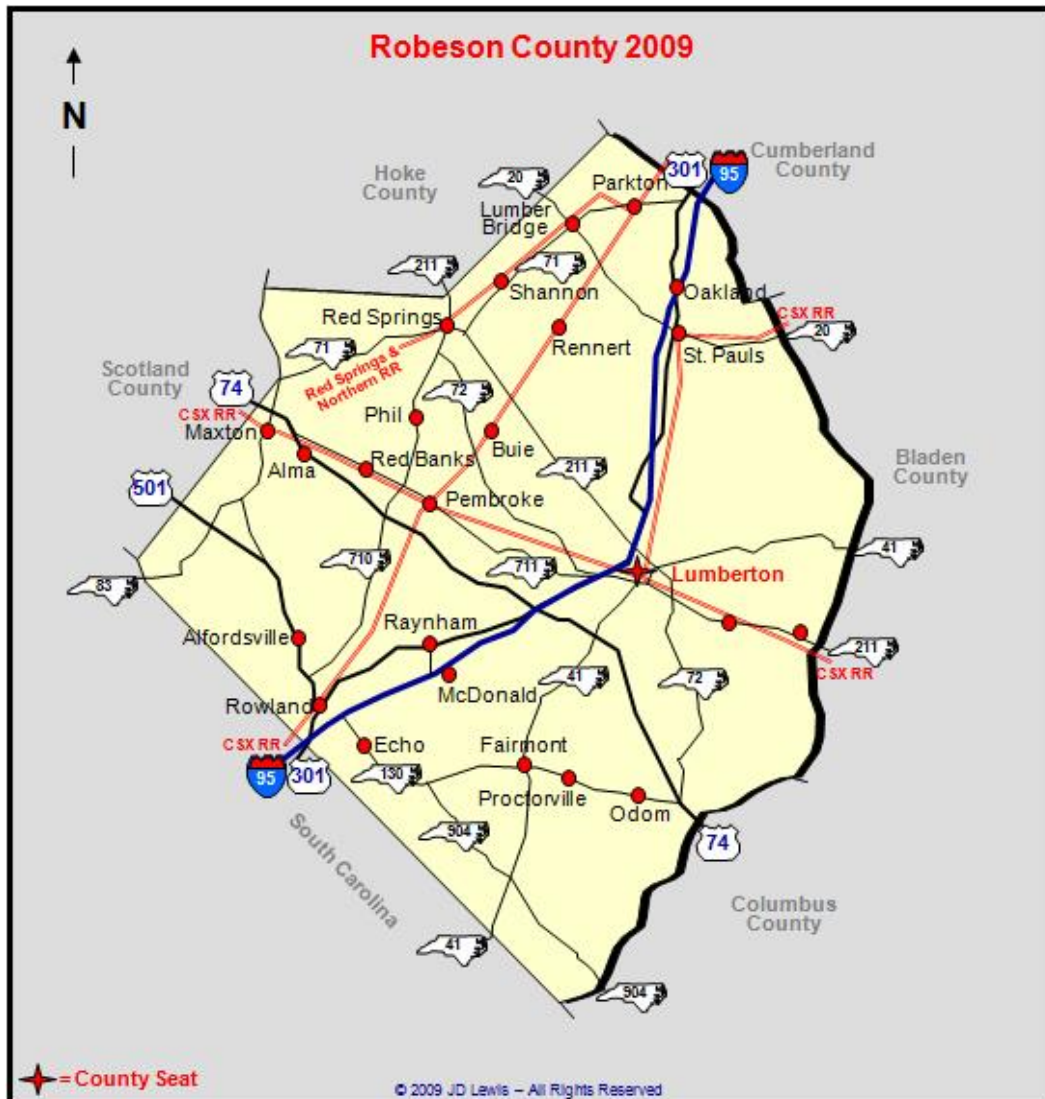 Robeson County 2009
N
Hoke
County
Cumberland
County
301
95
20
Parkton
Lumber
Bridge
211
71
Shannon
Oakland
Red Springs
Rennert
St. Pauls
CSX RR
20
71
Scotland
County
Red Springs &
Northern RR
74
72
CSX RR
Maxton
Phil
Buie
Alma
Red Banks
211
Bladen
County
501
Pembroke
41
710
711
Lumberton
83
Alfordsville
Raynham
211
CSX RR
McDonald
41
72
Rowland
CSX RR
Echo
Fairmont
95
301
130
Proctorville
Odom
904
74
South Carolina
Columbus
County
41
904
= County Seat
© 2009 JD Lewis – All Rights Reserved